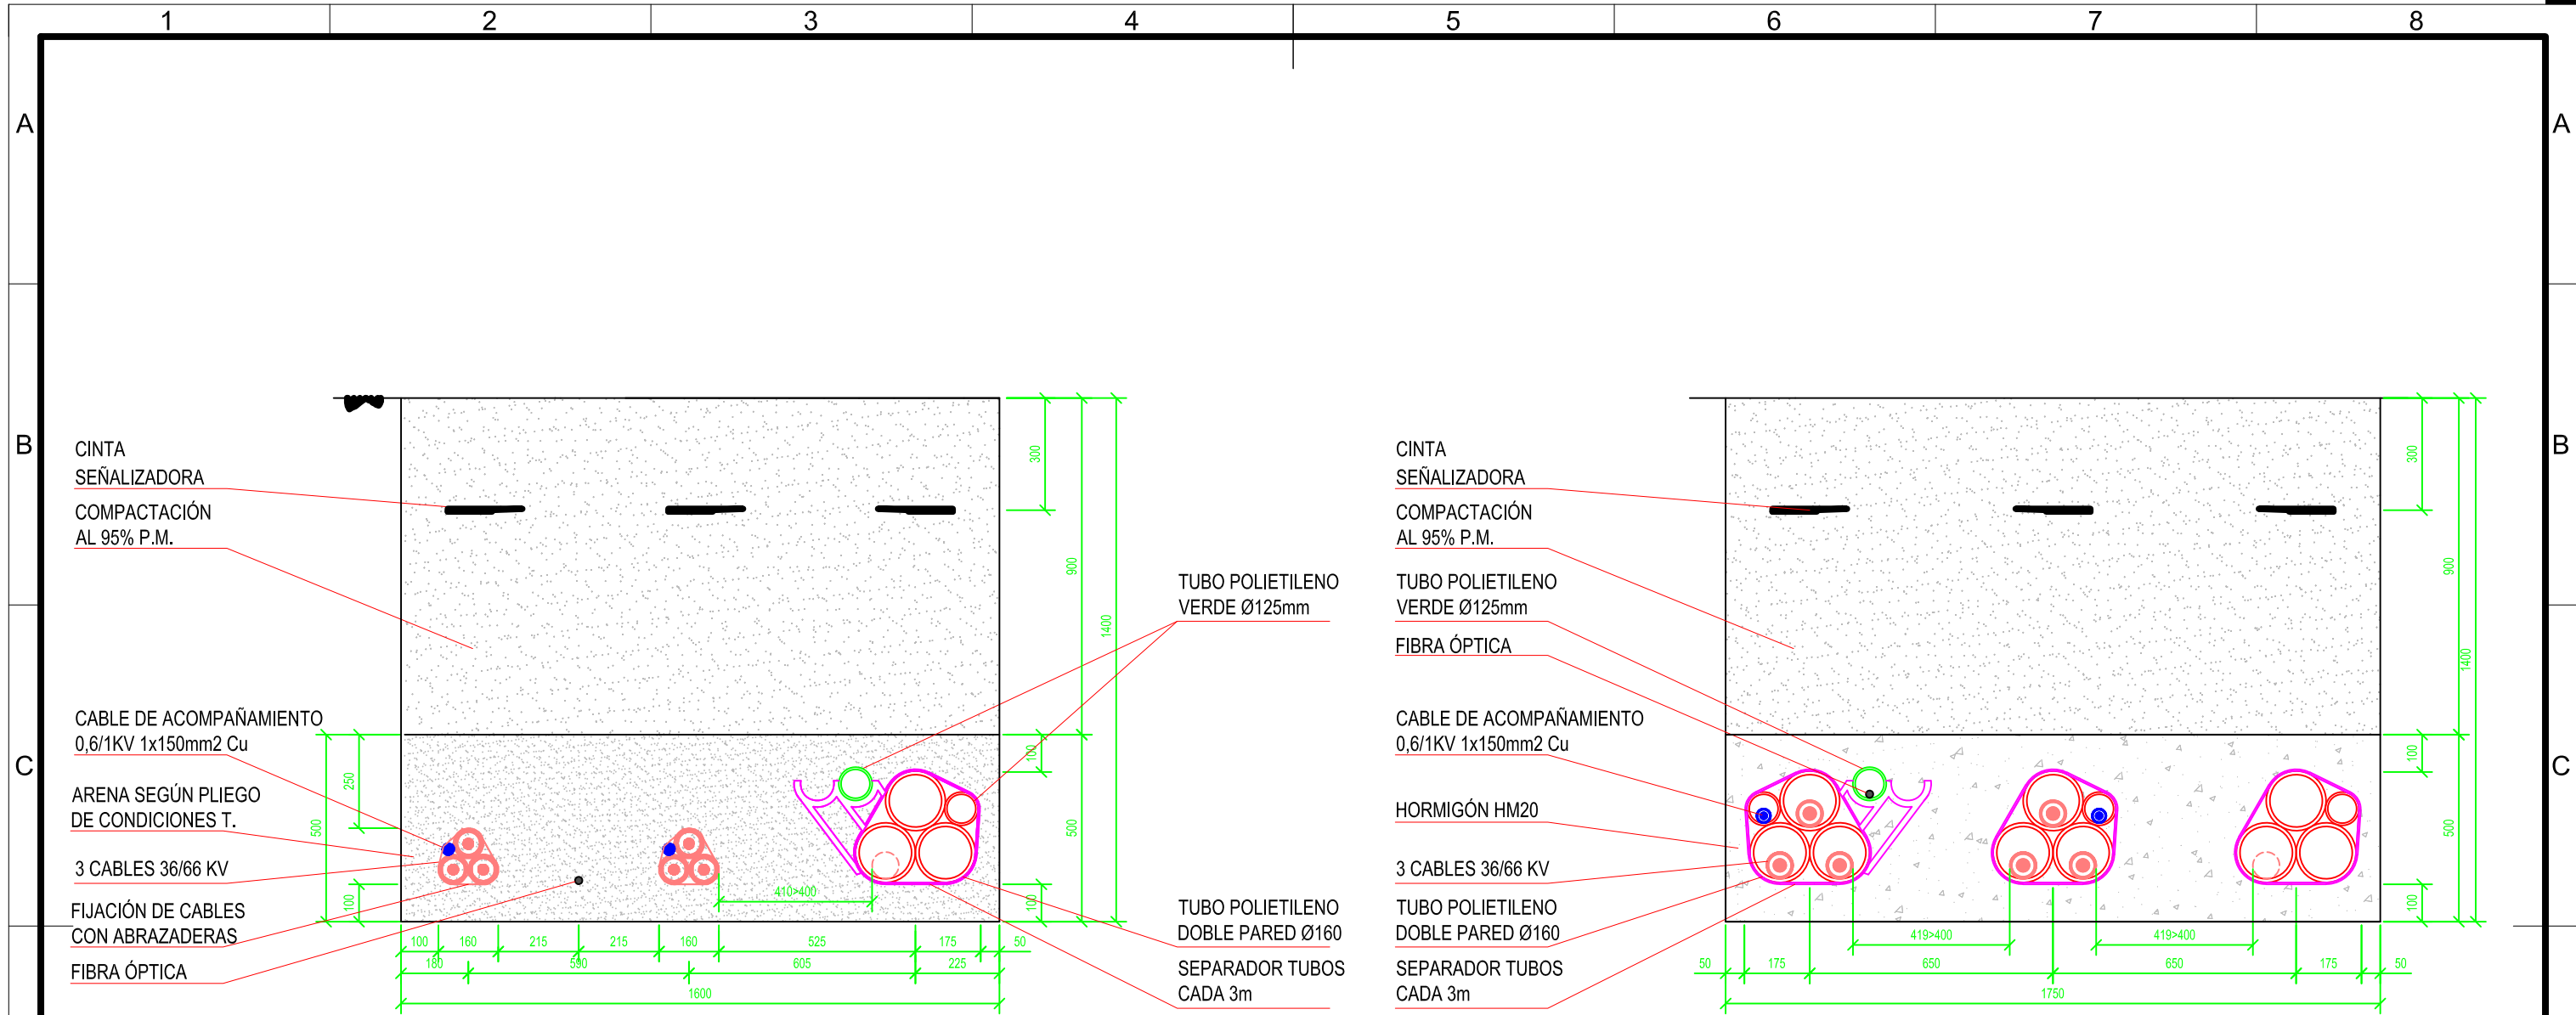 1 2 3 4 5 6 7 8
A
A
B
B
C
C
CINTA
SEÑALIZADORA
COMPACTACIÓN
AL 95% P.M.
CABLE DE ACOMPAÑAMIENTO
0,6/1KV 1x150mm2 Cu
ARENA SEGÚN PLIEGO
DE CONDICIONES T.
3 CABLES 36/66 KV
FIJACIÓN DE CABLES
CON ABRAZADERAS
FIBRA ÓPTICA
500
250
100
300
900
1400
100
500
100
410>400
100 160 215 215 160 525 175 50
180 590 605 225
1600
TUBO POLIETILENO
VERDE Ø125mm
TUBO POLIETILENO
DOBLE PARED Ø160
SEPARADOR TUBOS
CADA 3m
CINTA
SEÑALIZADORA
COMPACTACIÓN
AL 95% P.M.
TUBO POLIETILENO
VERDE Ø125mm
FIBRA ÓPTICA
CABLE DE ACOMPAÑAMIENTO
0,6/1KV 1x150mm2 Cu
HORMIGÓN HM20
3 CABLES 36/66 KV
TUBO POLIETILENO
DOBLE PARED Ø160
SEPARADOR TUBOS
CADA 3m
300
900
1400
100
500
100
419>400 419>400
50 175 650 650 175 50
1750